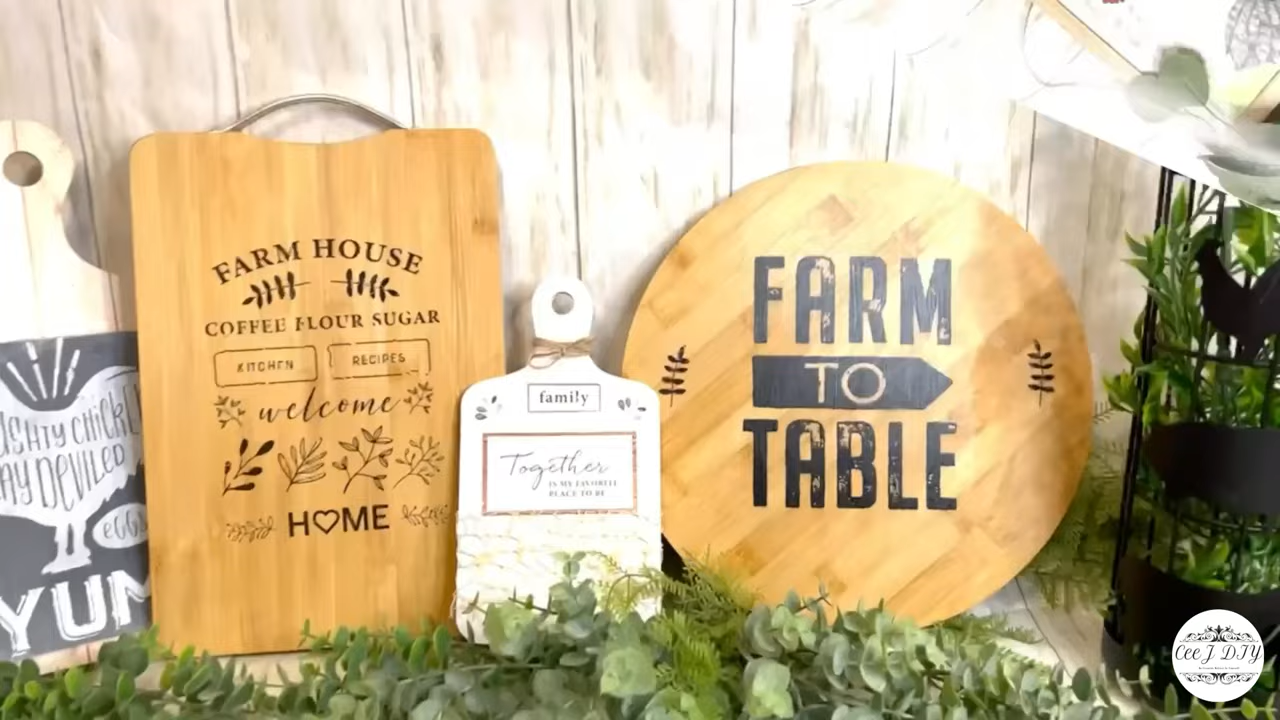 EGGS
YUM
FARM HOUSE
COFFEE FLOUR SUGAR
KITCHEN
RECIPES
welcome
HOME
family
Together
IS MY FAVORITE
PLACE TO BE
FARM
TO
TABLE
Cee J DIY